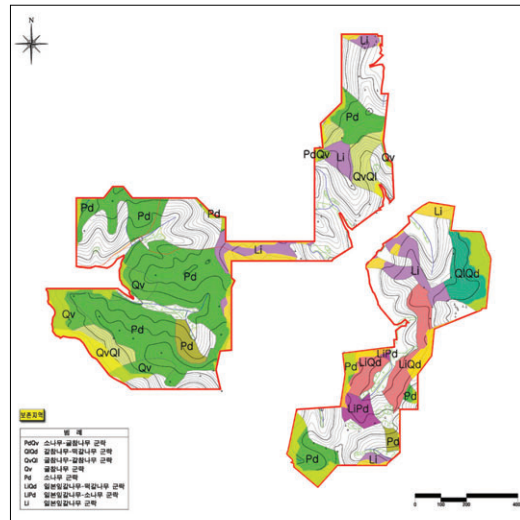 N
Li
Pd
PdQv
Li
Qv
QvQl
Pd
Pd
Pd
Li
Li
Li
QlQd
Pd
Qv
Qv
Pd
Pd
QvQl
Qv
LiPd
Pd
LiQd
LiQd
Pd
LiPd
Pd
Pd
Li
보존지역
범 례
PdQv 소나무-굴참나무 군락
QlQd 갈참나무-떡갈나무 군락
QvQl 굴참나무-갈참나무 군락
Qv 굴참나무 군락
Pd 소나무 군락
LiQd 일본잎갈나무-떡갈나무 군락
LiPd 일본잎갈나무-소나무 군락
Li 일본잎갈나무 군락
0 100 200 400